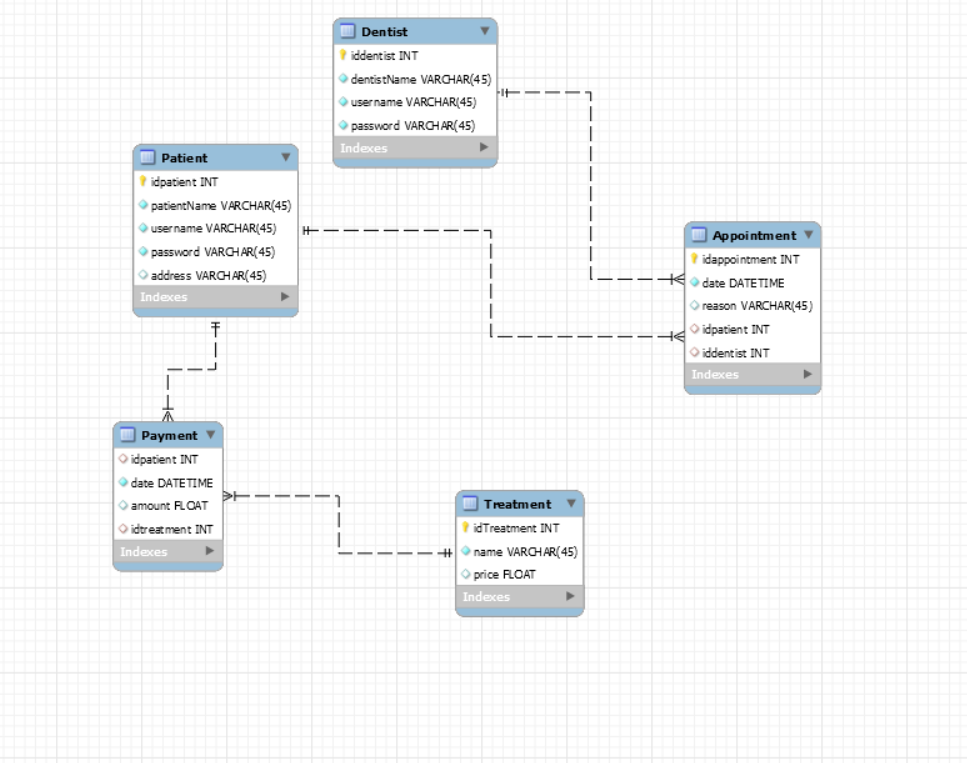 Dentist
iddentist INT
dentistName VARCHAR(45)
username VARCHAR(45)
password VARCHAR(45)
Indexes
Patient
idpatient INT
patientName VARCHAR(45)
username VARCHAR(45)
password VARCHAR(45)
address VARCHAR(45)
Indexes
Appointment
idappointment INT
date DATETIME
reason VARCHAR(45)
idpatient INT
iddentist INT
Indexes
Payment
idpatient INT
date DATETIME
amount FLOAT
idtreatment INT
Indexes
Treatment
idTreatment INT
name VARCHAR(45)
price FLOAT
Indexes